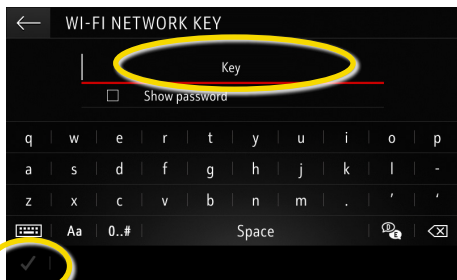 WI-FI NETWORK KEY
Key
Show password
q w e r t y u i o p
a s d f g h j k l -
z x c v b n m . ' ‘
Aa 0..# Space D E